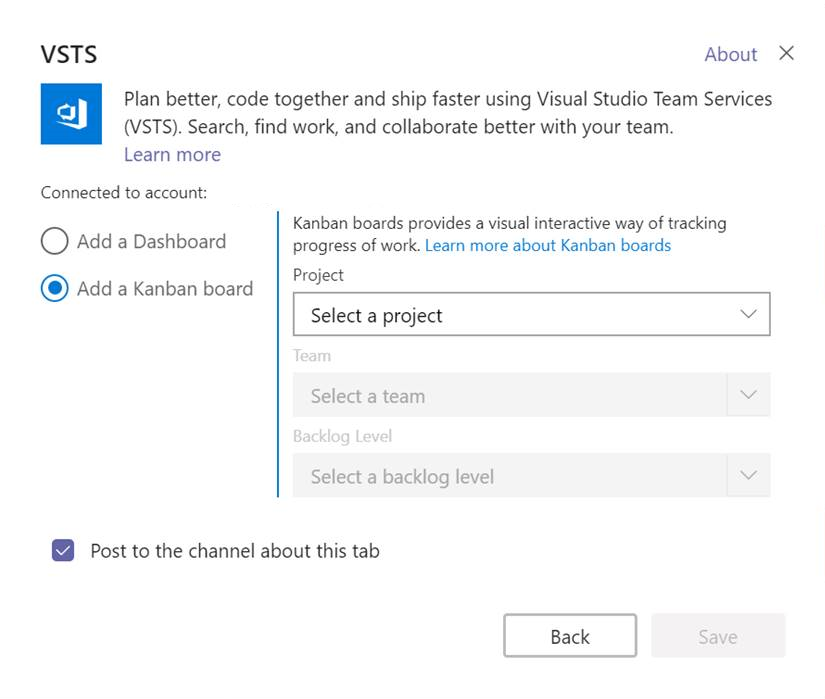 VSTS
About
Plan better, code together and ship faster using Visual Studio Team Services
(VSTS). Search, find work, and collaborate better with your team.
Learn more
Connected to account:
Add a Dashboard
Add a Kanban board
Kanban boards provides a visual interactive way of tracking
progress of work. Learn more about Kanban boards
Project
Select a project
Team
Select a team
Backlog Level
Select a backlog level
Post to the channel about this tab
Back
Save